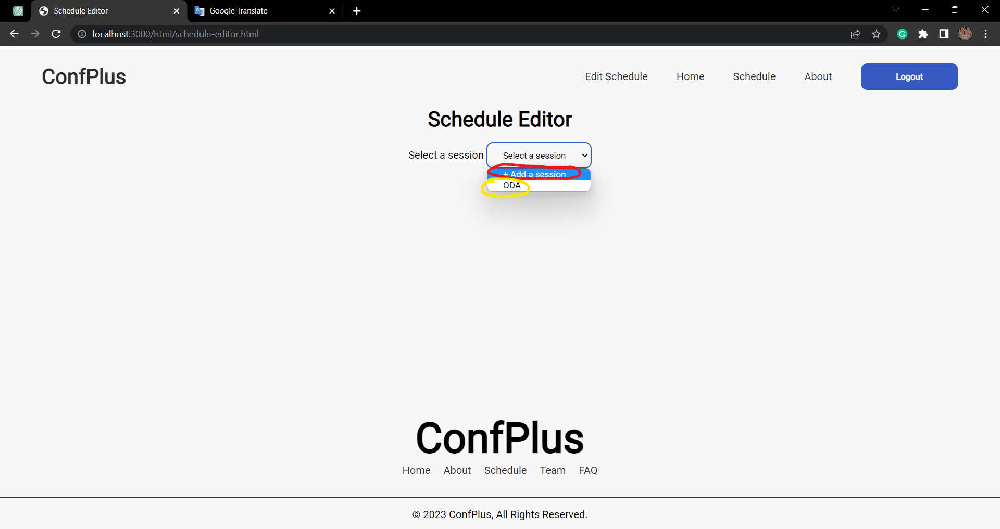 Schedule Editor
Google Translate
localhost:3000/html/schedule-editor.html
ConfPlus
Edit Schedule Home Schedule About Logout
Schedule Editor
Select a session Select a session
+ Add a session
ODA
ConfPlus
Home About Schedule Team FAQ
© 2023 ConfPlus, All Rights Reserved.